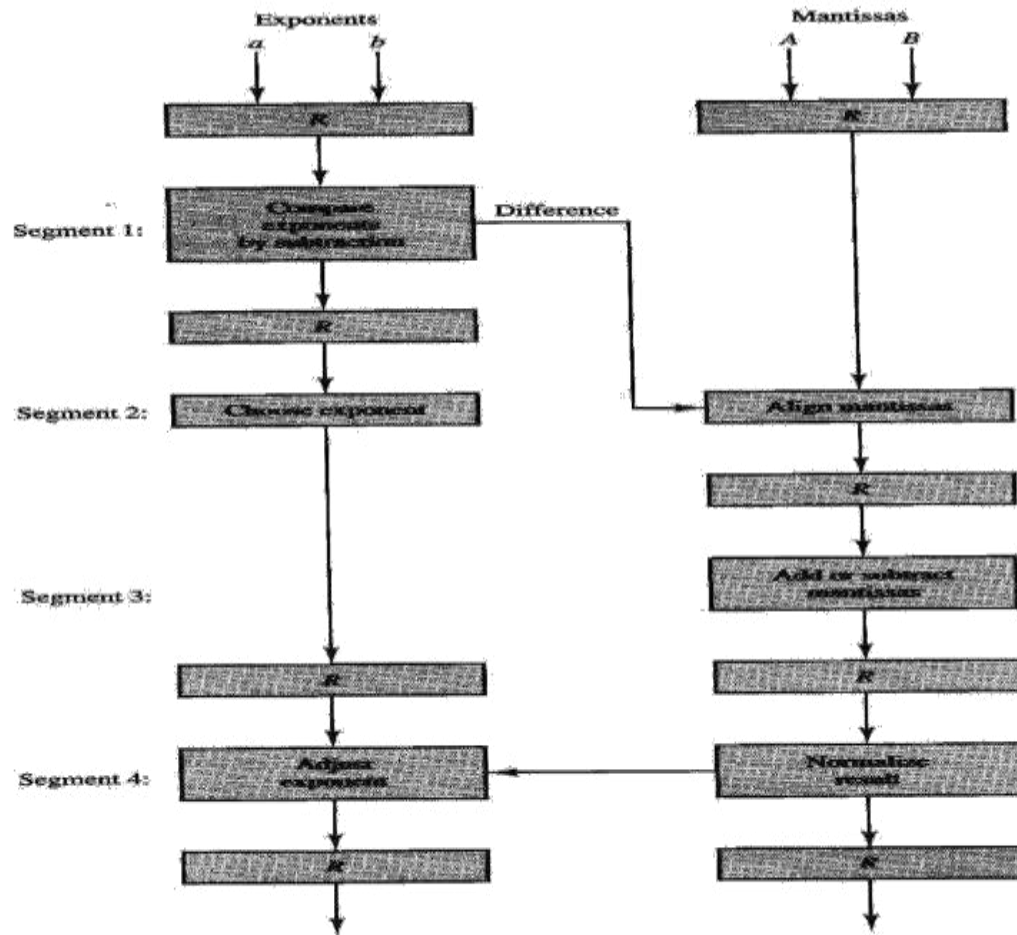 Exponents
a b
Mantissas
A B
R
R
Segment 1:
Compare
exponents
by subtraction
Difference
R
Segment 2:
Choose exponent
Align mantissas
R
Segment 3:
Add or subtract
mantissas
R
R
Segment 4:
Adjust
exponent
Normalize
result
R
R